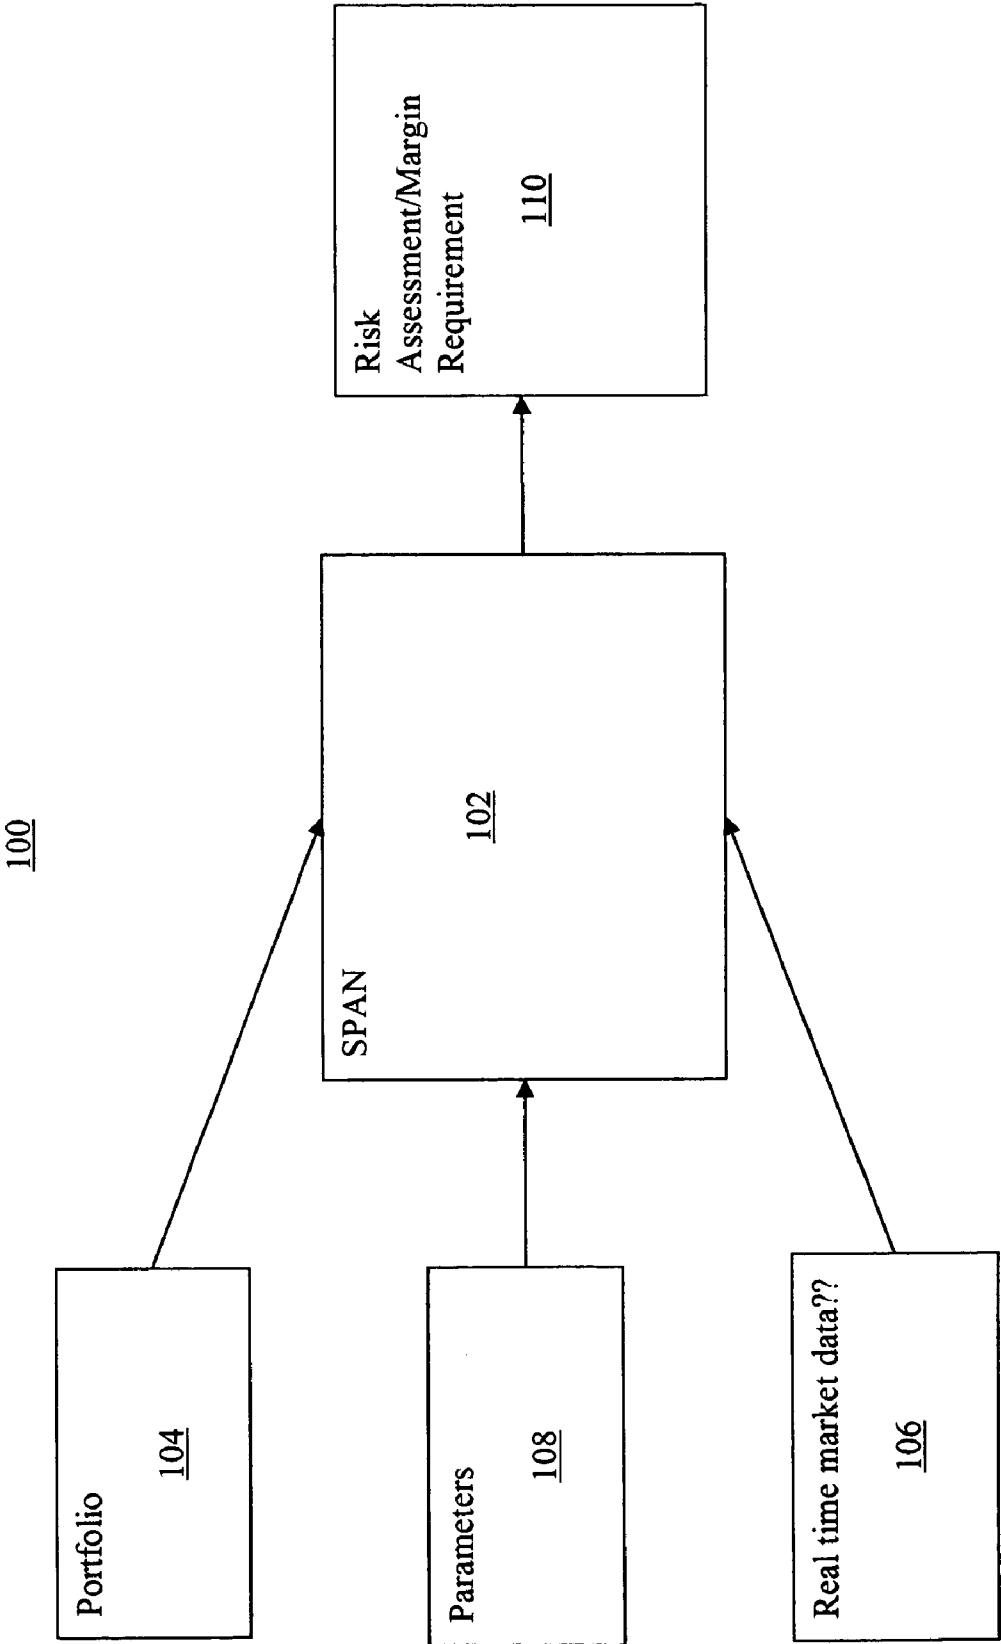 100
Portfolio
104
Parameters
108
Real time market data??
106
SPAN
102
Risk
Assessment/Margin
Requirement
110